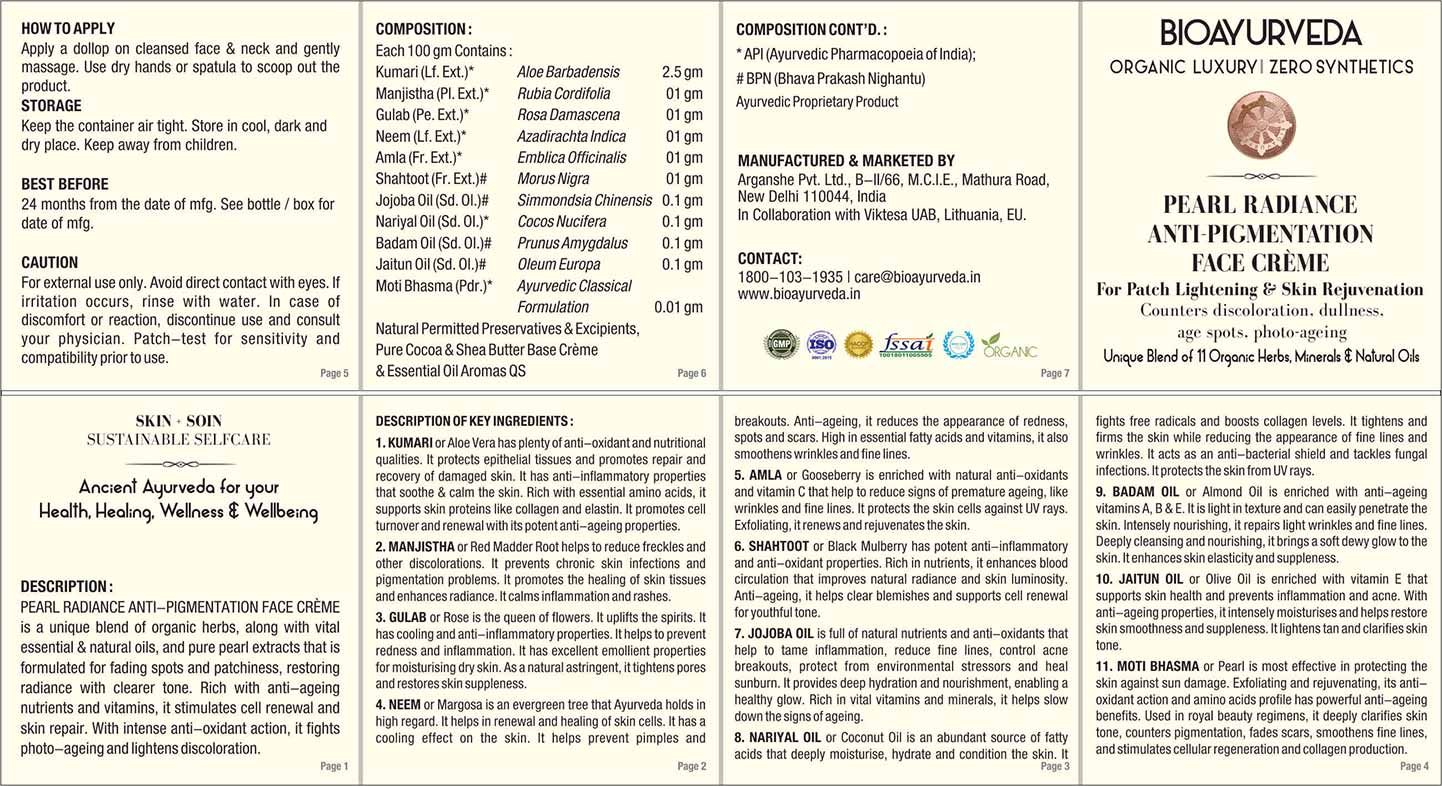 HOW TO APPLY
Apply a dollop on cleansed face & neck and gently
massage. Use dry hands or spatula to scoop out the
product.
STORAGE
Keep the container air tight. Store in cool, dark and
dry place. Keep away from children.
BEST BEFORE
24 months from the date of mfg. See bottle / box for
date of mfg.
CAUTION
For external use only. Avoid direct contact with eyes. If
irritation occurs, rinse with water. In case of
discomfort or reaction, discontinue use and consult
your physician. Patch-test for sensitivity and
compatibility prior to use.
Page 5
COMPOSITION :
Each 100 gm Contains :
Kumari (Lf. Ext.)* Aloe Barbadensis 2.5 gm
Manjistha (Pl. Ext.)* Rubia Cordifolia 01 gm
Gulab (Pe. Ext.)* Rosa Damascena 01 gm
Neem (Lf. Ext.)* Azadirachta Indica 01 gm
Amla (Fr. Ext.)* Emblica Officinalis 01 gm
Shahtoot (Fr. Ext.)# Morus Nigra 01 gm
Jojoba Oil (Sd. Ol.)# Simmondsia Chinensis 0.1 gm
Nariyal Oil (Sd. Ol.)* Cocos Nucifera 0.1 gm
Badam Oil (Sd. Ol.)# Prunus Amygdalus 0.1 gm
Jaitun Oil (Sd. Ol.)# Oleum Europa 0.1 gm
Moti Bhasma (Pdr.)* Ayurvedic Classical
Formulation 0.01 gm
Natural Permitted Preservatives & Excipients,
Pure Cocoa & Shea Butter Base Crème
& Essential Oil Aromas QS
Page 6
COMPOSITION CONT'D. :
* API (Ayurvedic Pharmacopoeia of India);
# BPN (Bhava Prakash Nighantu)
Ayurvedic Proprietary Product
MANUFACTURED & MARKETED BY
Arganshe Pvt. Ltd., B-II/66, M.C.I.E., Mathura Road,
New Delhi 110044, India
In Collaboration with Viktesa UAB, Lithuania, EU.
CONTACT:
1800-103-1935 | care@bioayurveda.in
www.bioayurveda.in
GMP
ISO
9001:2015
HACCP
fssai
10018011005505
ORGANIC
Page 7
BIOAYURVEDA
ORGANIC LUXURY | ZERO SYNTHETICS
PEARL RADIANCE
ANTI-PIGMENTATION
FACE CRÈME
For Patch Lightening & Skin Rejuvenation
Counters discoloration, dullness,
age spots, photo-ageing
Unique Blend of 11 Organic Herbs, Minerals & Natural Oils
SKIN + SOIN
SUSTAINABLE SELFCARE
Ancient Ayurveda for your
Health, Healing, Wellness & Wellbeing
DESCRIPTION :
PEARL RADIANCE ANTI-PIGMENTATION FACE CRÈME
is a unique blend of organic herbs, along with vital
essential & natural oils, and pure pearl extracts that is
formulated for fading spots and patchiness, restoring
radiance with clearer tone. Rich with anti-ageing
nutrients and vitamins, it stimulates cell renewal and
skin repair. With intense anti-oxidant action, it fights
photo-ageing and lightens discoloration.
Page 1
DESCRIPTION OF KEY INGREDIENTS :
1. KUMARI or Aloe Vera has plenty of anti-oxidant and nutritional
qualities. It protects epithelial tissues and promotes repair and
recovery of damaged skin. It has anti-inflammatory properties
that soothe & calm the skin. Rich with essential amino acids, it
supports skin proteins like collagen and elastin. It promotes cell
turnover and renewal with its potent anti-ageing properties.
2. MANJISTHA or Red Madder Root helps to reduce freckles and
other discolorations. It prevents chronic skin infections and
pigmentation problems. It promotes the healing of skin tissues
and enhances radiance. It calms inflammation and rashes.
3. GULAB or Rose is the queen of flowers. It uplifts the spirits. It
has cooling and anti-inflammatory properties. It helps to prevent
redness and inflammation. It has excellent emollient properties
for moisturising dry skin. As a natural astringent, it tightens pores
and restores skin suppleness.
4. NEEM or Margosa is an evergreen tree that Ayurveda holds in
high regard. It helps in renewal and healing of skin cells. It has a
cooling effect on the skin. It helps prevent pimples and
Page 2
breakouts. Anti-ageing, it reduces the appearance of redness,
spots and scars. High in essential fatty acids and vitamins, it also
smoothens wrinkles and fine lines.
5. AMLA or Gooseberry is enriched with natural anti-oxidants
and vitamin C that help to reduce signs of premature ageing, like
wrinkles and fine lines. It protects the skin cells against UV rays.
Exfoliating, it renews and rejuvenates the skin.
6. SHAHTOOT or Black Mulberry has potent anti-inflammatory
and anti-oxidant properties. Rich in nutrients, it enhances blood
circulation that improves natural radiance and skin luminosity.
Anti-ageing, it helps clear blemishes and supports cell renewal
for youthful tone.
7. JOJOBA OIL is full of natural nutrients and anti-oxidants that
help to tame inflammation, reduce fine lines, control acne
breakouts, protect from environmental stressors and heal
sunburn. It provides deep hydration and nourishment, enabling a
healthy glow. Rich in vital vitamins and minerals, it helps slow
down the signs of ageing.
8. NARIYAL OIL or Coconut Oil is an abundant source of fatty
acids that deeply moisturise, hydrate and condition the skin. It
Page 3
fights free radicals and boosts collagen levels. It tightens and
firms the skin while reducing the appearance of fine lines and
wrinkles. It acts as an anti-bacterial shield and tackles fungal
infections. It protects the skin from UV rays.
9. BADAM OIL or Almond Oil is enriched with anti-ageing
vitamins A, B & E. It is light in texture and can easily penetrate the
skin. Intensely nourishing, it repairs light wrinkles and fine lines.
Deeply cleansing and nourishing, it brings a soft dewy glow to the
skin. It enhances skin elasticity and suppleness.
10. JAITUN OIL or Olive Oil is enriched with vitamin E that
supports skin health and prevents inflammation and acne. With
anti-ageing properties, it intensely moisturises and helps restore
skin smoothness and suppleness. It lightens tan and clarifies skin
tone.
11. MOTI BHASMA or Pearl is most effective in protecting the
skin against sun damage. Exfoliating and rejuvenating, its anti-
oxidant action and amino acids profile has powerful anti-ageing
benefits. Used in royal beauty regimens, it deeply clarifies skin
tone, counters pigmentation, fades scars, smoothens fine lines,
and stimulates cellular regeneration and collagen production.
Page 4